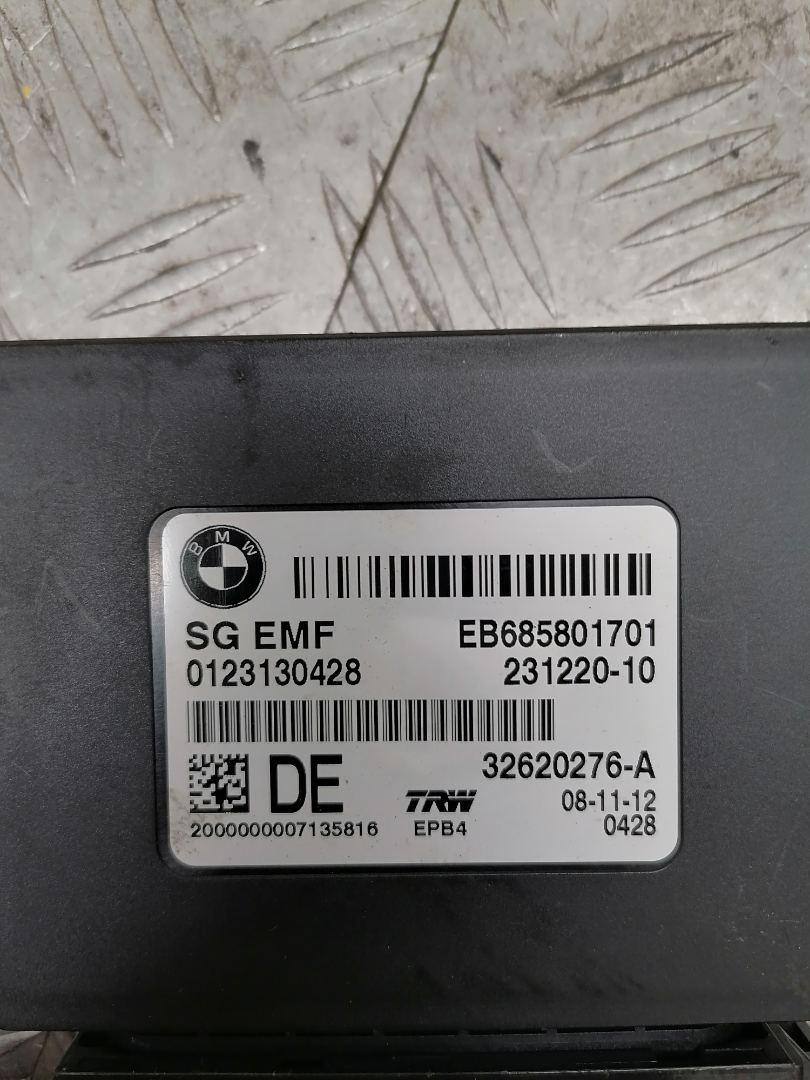 BMW
SG EMF EB685801701
0123130428 231220-10
DE 32620276-A
TRW 08-11-12
2000000007135816 EPB4 0428